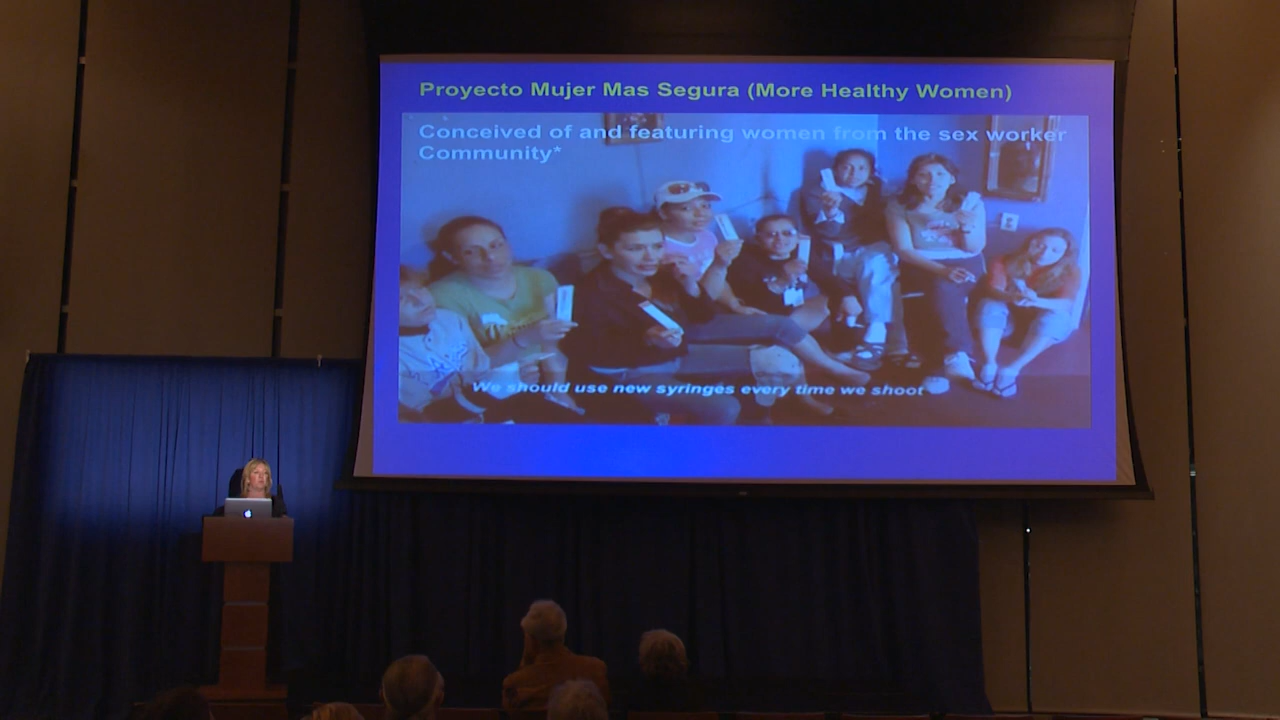 Proyecto Mujer Mas Segura (More Healthy Women)
Conceived of and featuring women from the sex worker
Community*
We should use new syringes every time we shoot